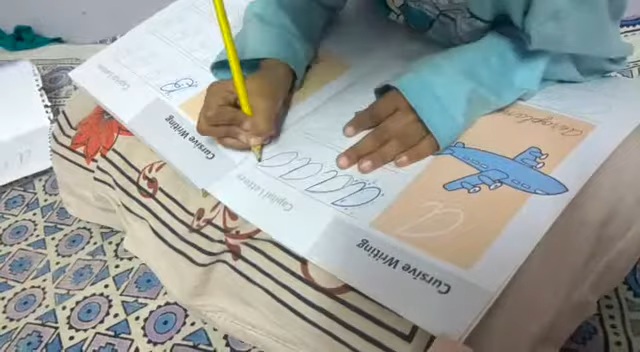 Cursive Writing
Capital Letters
a
Aeroplane
a a a a a
Cursive Writing
B